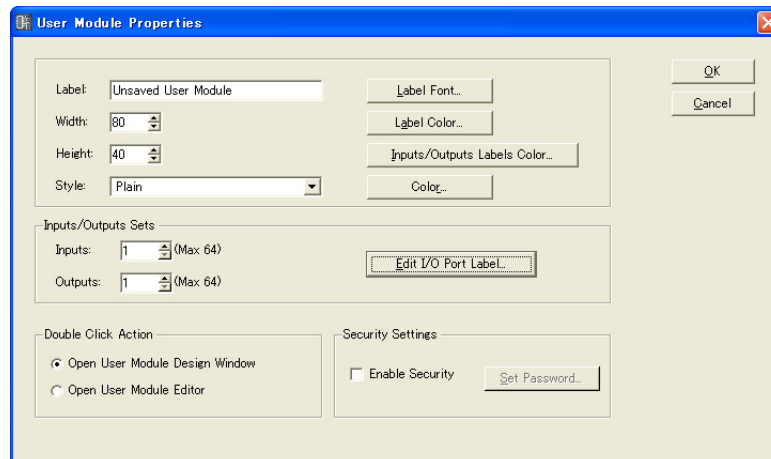 User Module Properties
Label: Unsaved User Module Label Font... OK
Width: 80 Label Color... Cancel
Height: 40 Inputs/Outputs Labels Color...
Style: Plain Color...
Inputs/Outputs Sets
Inputs: 1 (Max 64)
Edit I/O Port Label...
Outputs: 1 (Max 64)
Double Click Action Security Settings
Open User Module Design Window Enable Security Set Password...
Open User Module Editor